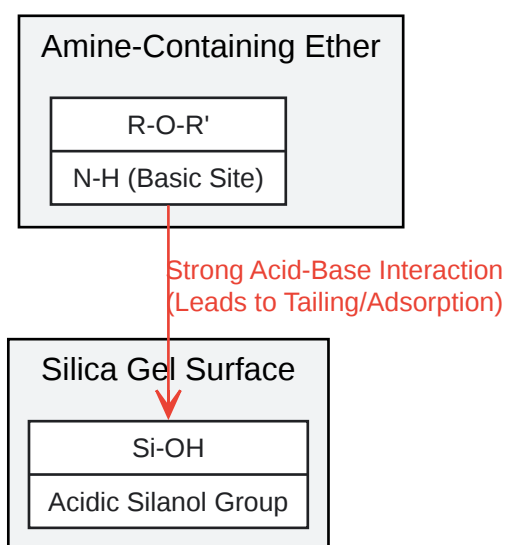 Amine-Containing Ether
R-O-R'
N-H (Basic Site)
Strong Acid-Base Interaction
(Leads to Tailing/Adsorption)
Silica Gel Surface
Si-OH
Acidic Silanol Group